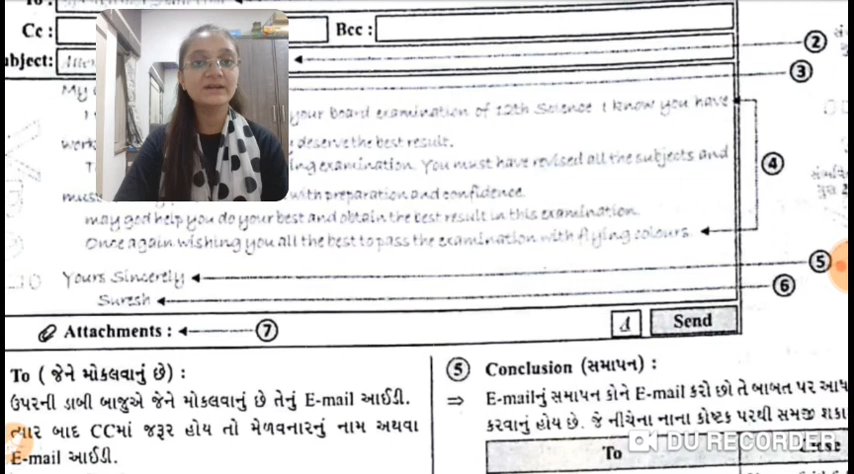 To :
Cc :
Bcc :
bject:
②
③
My
I your board examination of 12th Science I know you have
deserve the best result.
④
ing examination. You must have revised all the subjects and
must with preparation and confidence
may god help you do your best and obtain the best result in this examination.
Once again wishing you all the best to pass the examination with flying colours.
Yours Sincerely
⑤
Suresh
⑥
Attachments :
⑦
Send
To ( જેને મોકલવાનું છે) :
ઉપરની ડાબી બાજુએ જેને મોકલવાનું છે તેનું E-mail આઈડી.
ત્યાર બાદ CCમાં જરૂર હોય તો મેળવનારનું નામ અથવા
E-mail આઈડી.
⑤ Conclusion (સમાપન) :
⇒ E-mailનું સમાપન કોને E-mail કરો છો તે બાબત પર આધ
કરવાનું હોય છે. જે નીચેના નાના કોષ્ટક પરથી સમજી શકા
DU RECORDER
To